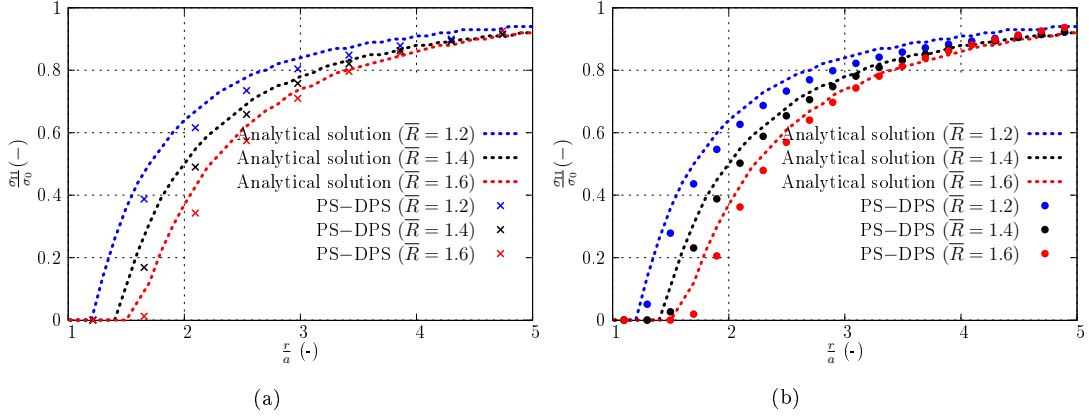 1
0.8
0.6
0.4
0.2
0
σ11/σ0 (−)
Analytical solution (R̅ = 1.2)
Analytical solution (R̅ = 1.4)
Analytical solution (R̅ = 1.6)
PS−DPS (R̅ = 1.2)
PS−DPS (R̅ = 1.4)
PS−DPS (R̅ = 1.6)
1 2 3 4 5
r/a (-)
(a)
1
0.8
0.6
0.4
0.2
0
σ11/σ0 (−)
Analytical solution (R̅ = 1.2)
Analytical solution (R̅ = 1.4)
Analytical solution (R̅ = 1.6)
PS−DPS (R̅ = 1.2)
PS−DPS (R̅ = 1.4)
PS−DPS (R̅ = 1.6)
1 2 3 4 5
r/a (-)
(b)